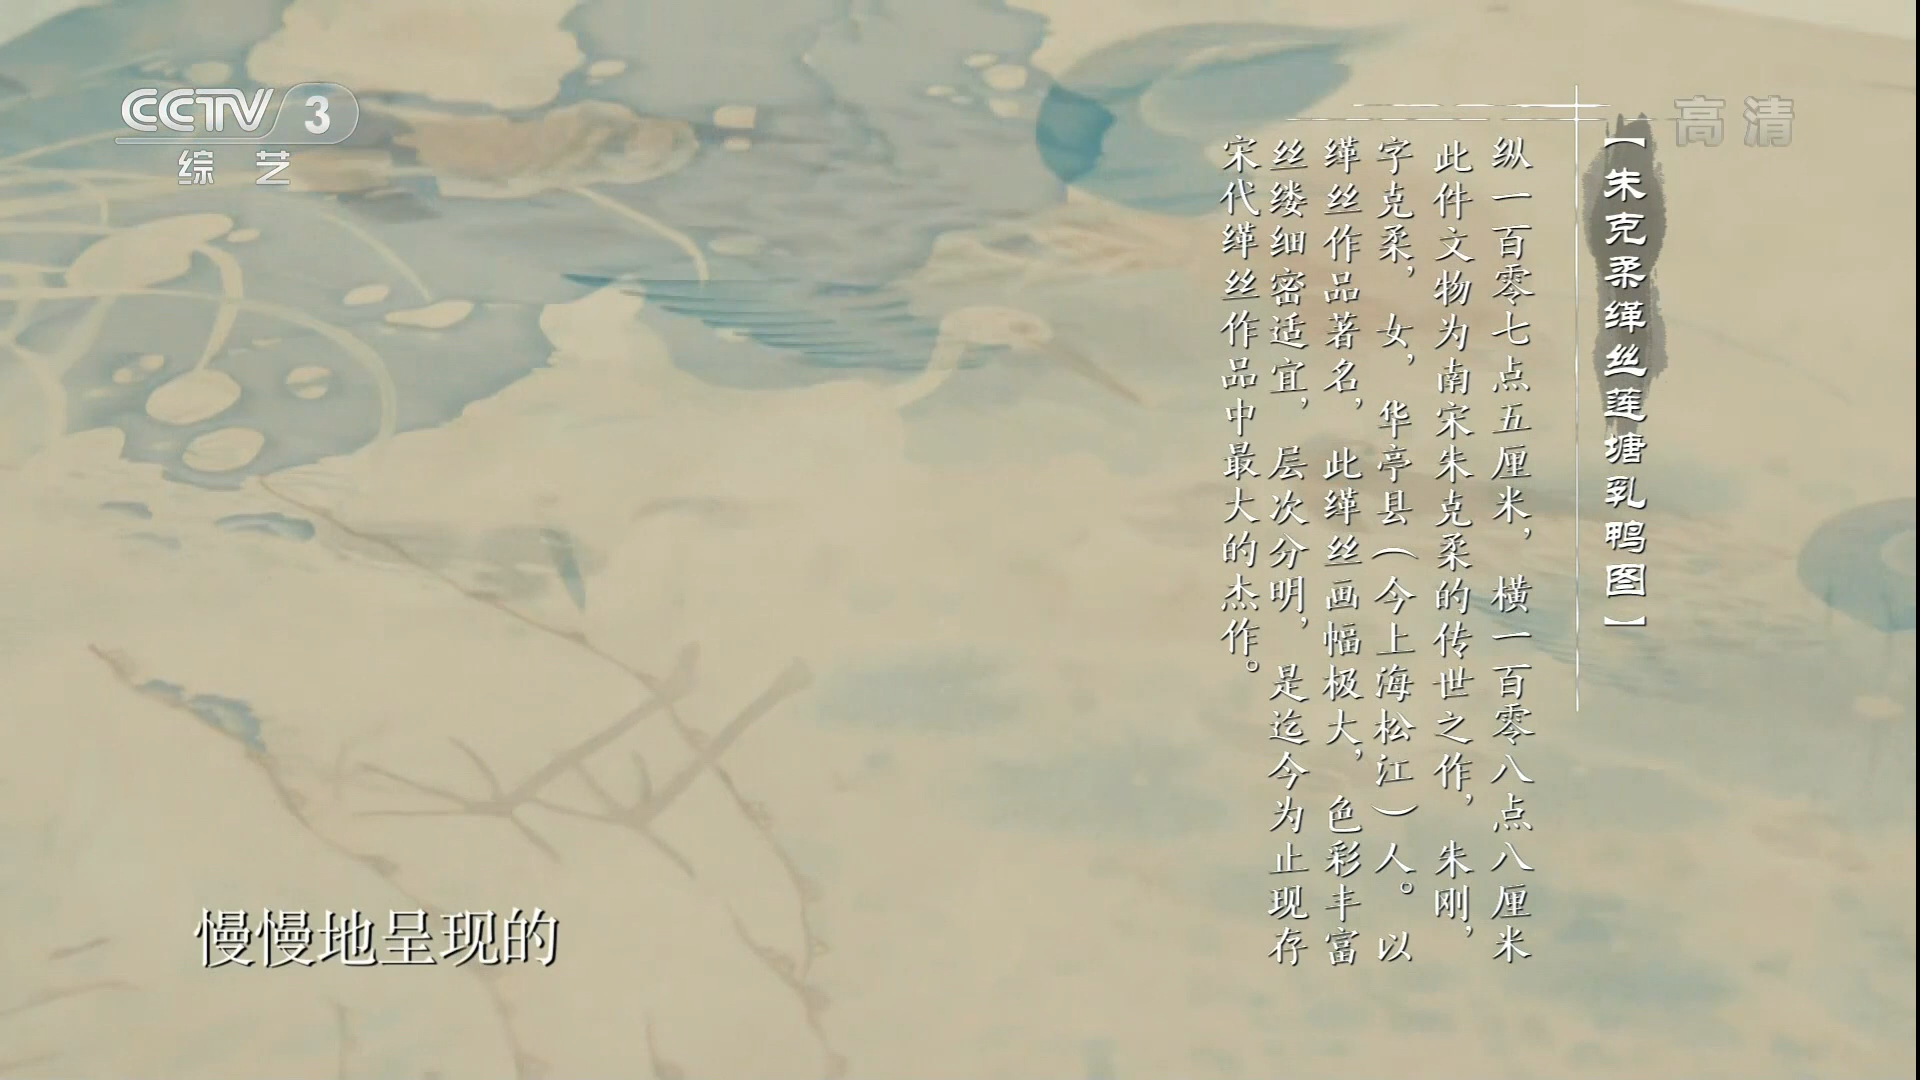 CCTV 3
综艺
高清
【朱克柔缂丝莲塘乳鸭图】
纵一百零七点五厘米，横一百零八点八厘米
此件文物为南宋朱克柔的传世之作，朱刚，
字克柔，女，华亭县（今上海松江）人。以
缂丝作品著名，此缂丝画幅极大，色彩丰富
丝缕细密适宜，层次分明，是迄今为止现存
宋代缂丝作品中最大的杰作。
慢慢地呈现的